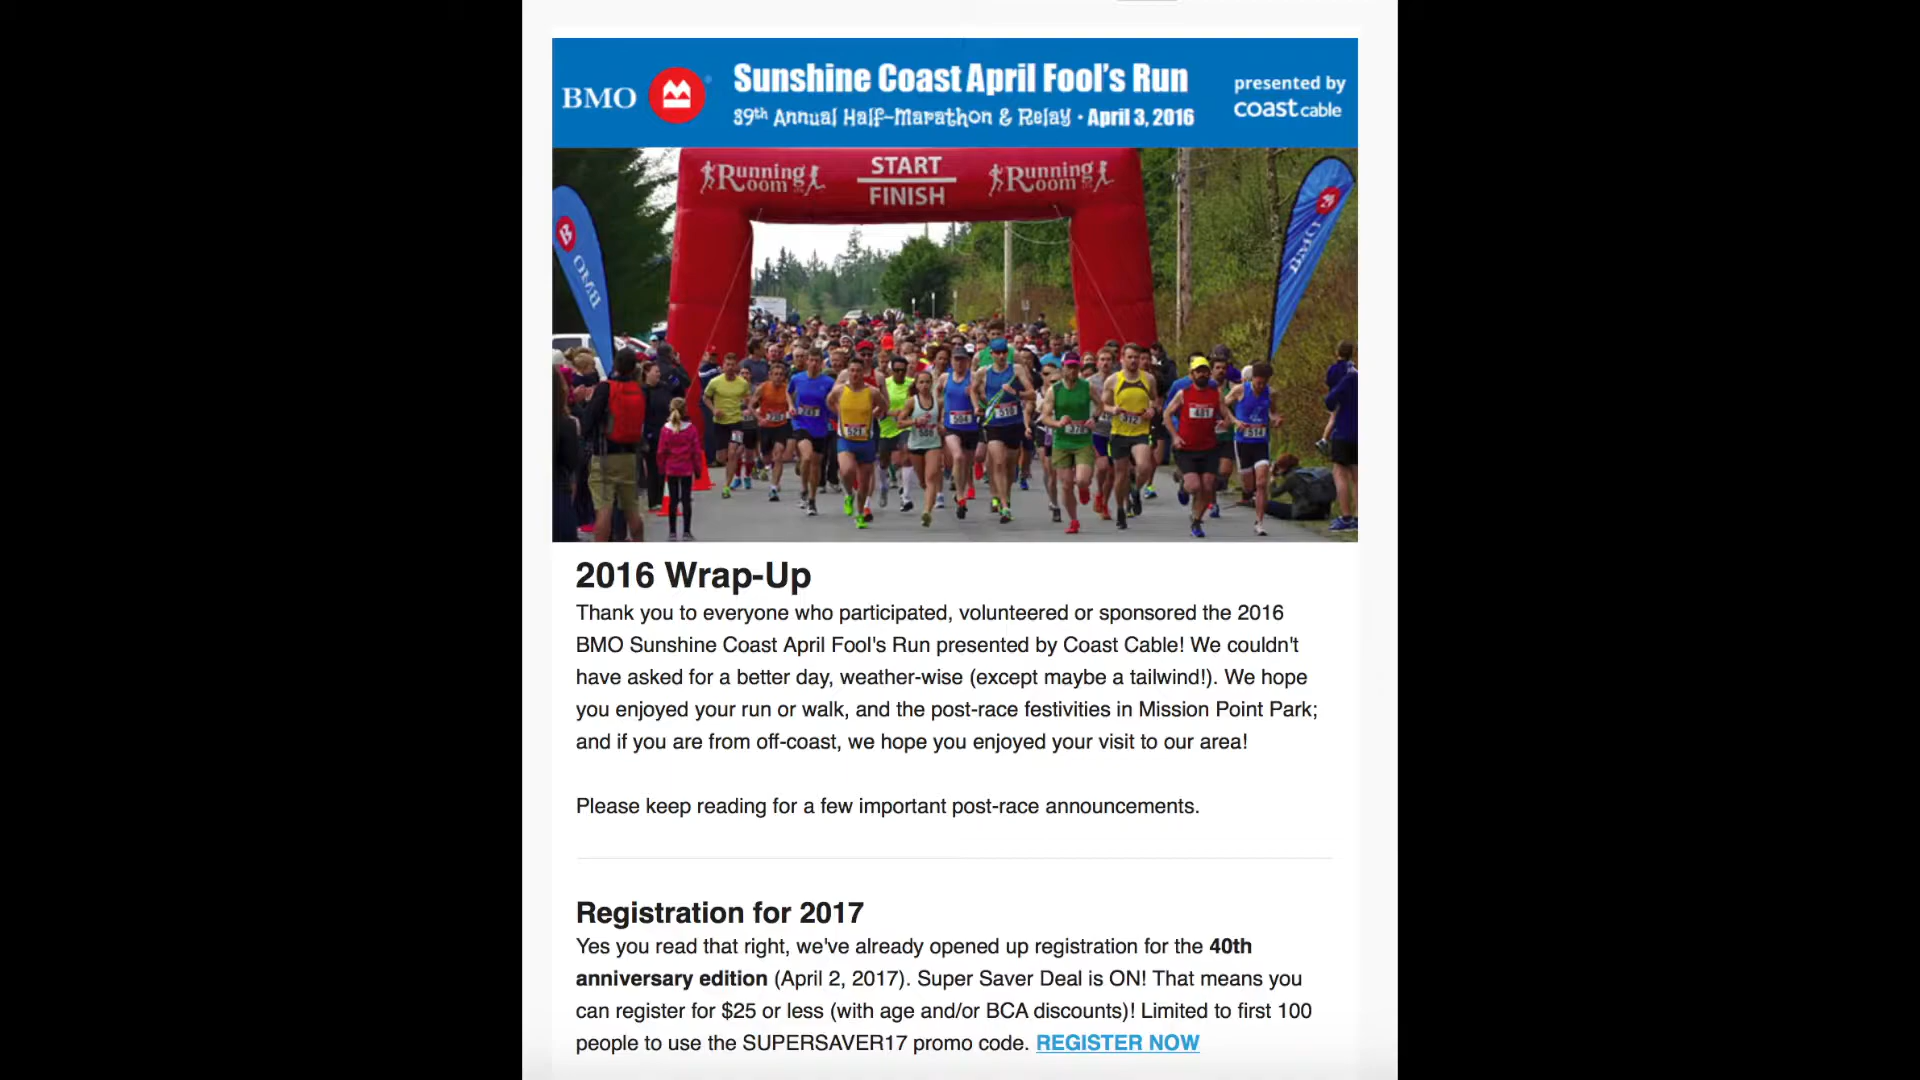 BMO
Sunshine Coast April Fool's Run
39th Annual Half-Marathon & Relay • April 3, 2016
presented by
coast cable
Running Room
START
FINISH
Running Room
BMO
BMO
521
586
584
510
481
514
2016 Wrap-Up
Thank you to everyone who participated, volunteered or sponsored the 2016
BMO Sunshine Coast April Fool's Run presented by Coast Cable! We couldn't
have asked for a better day, weather-wise (except maybe a tailwind!). We hope
you enjoyed your run or walk, and the post-race festivities in Mission Point Park;
and if you are from off-coast, we hope you enjoyed your visit to our area!
Please keep reading for a few important post-race announcements.
Registration for 2017
Yes you read that right, we've already opened up registration for the 40th
anniversary edition (April 2, 2017). Super Saver Deal is ON! That means you
can register for $25 or less (with age and/or BCA discounts)! Limited to first 100
people to use the SUPERSAVER17 promo code. REGISTER NOW